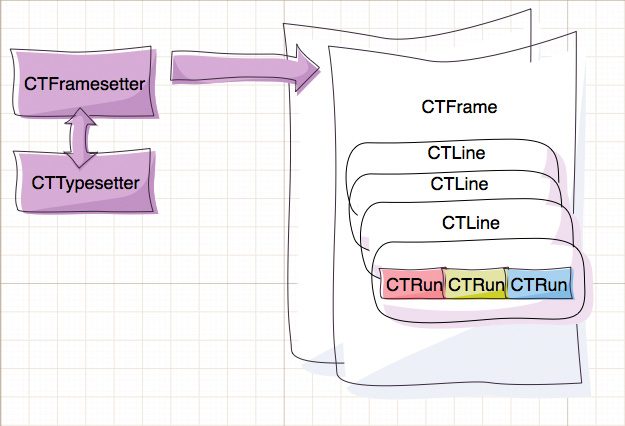 CTFramesetter
CTTypesetter
CTFrame
CTLine
CTLine
CTLine
CTRun CTRun CTRun